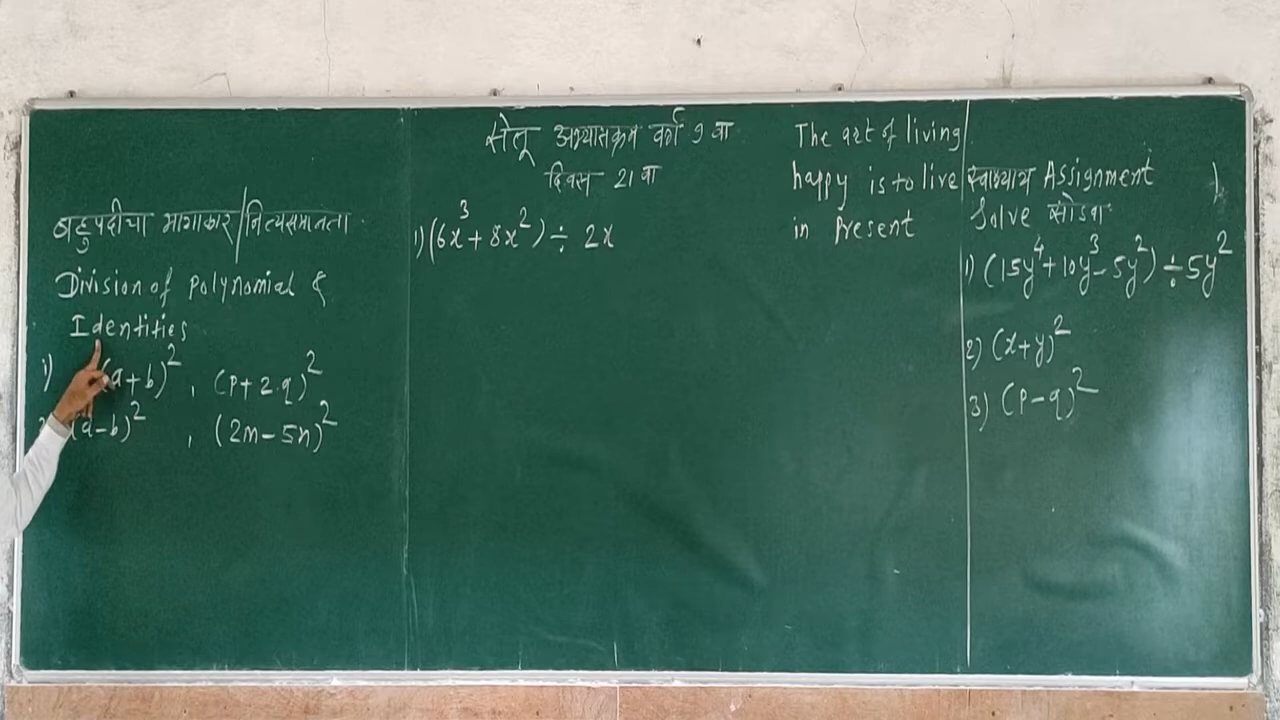 सेतू अभ्यासक्रम वर्ग 9 वा
दिवस - 21 वा
बहुपदीचा भागाकार/नित्यसमानता.
Division of polynomial &
Identities
1) (a+b)², (p+2q)²
(a-b)², (2m-5n)²
1) (6x³+8x²) ÷ 2x
The art of living
happy is to live
in Present
स्वाध्याय Assignment
Solve सोडवा
1) (15y⁴+10y³-5y²) ÷ 5y²
2) (x+y)²
3) (p-q)²